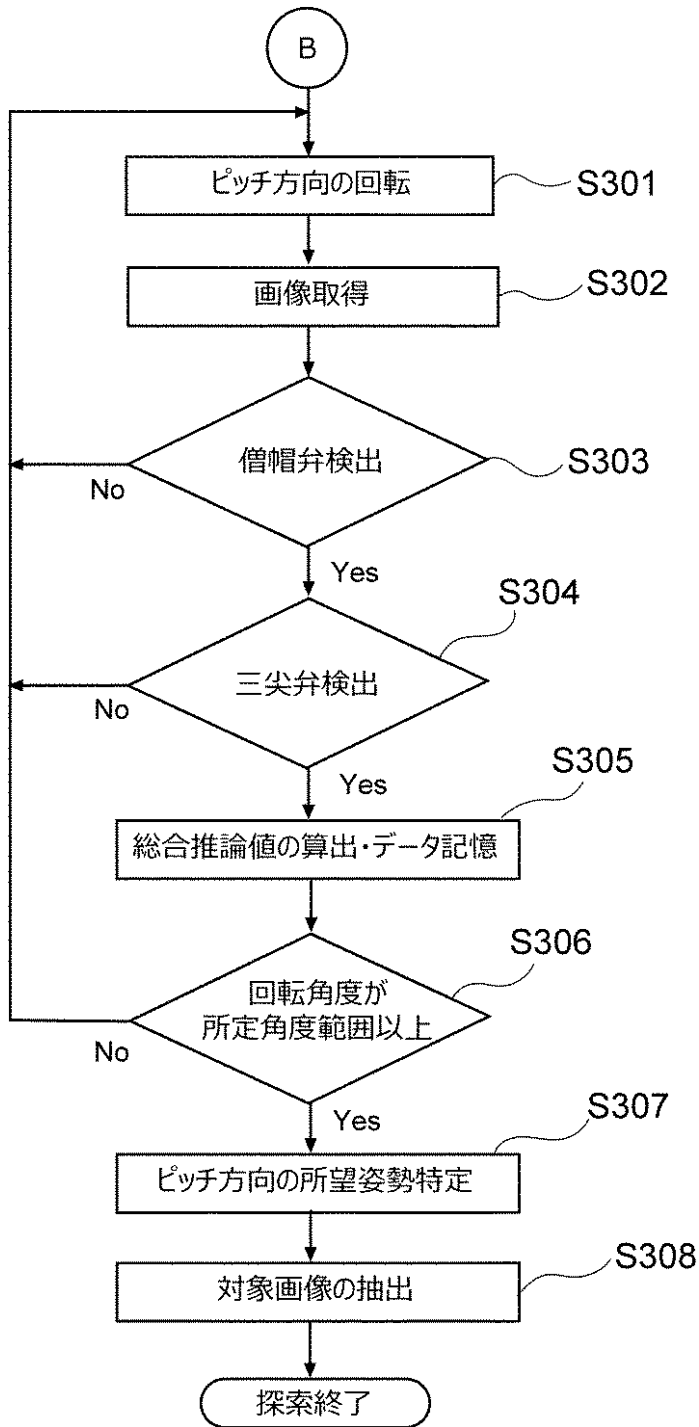 B
ピッチ方向の回転
S301
画像取得
S302
僧帽弁検出
S303
No
Yes
S304
三尖弁検出
No
Yes
S305
総合推論値の算出・データ記憶
S306
回転角度が
所定角度範囲以上
No
Yes
S307
ピッチ方向の所望姿勢特定
S308
対象画像の抽出
探索終了